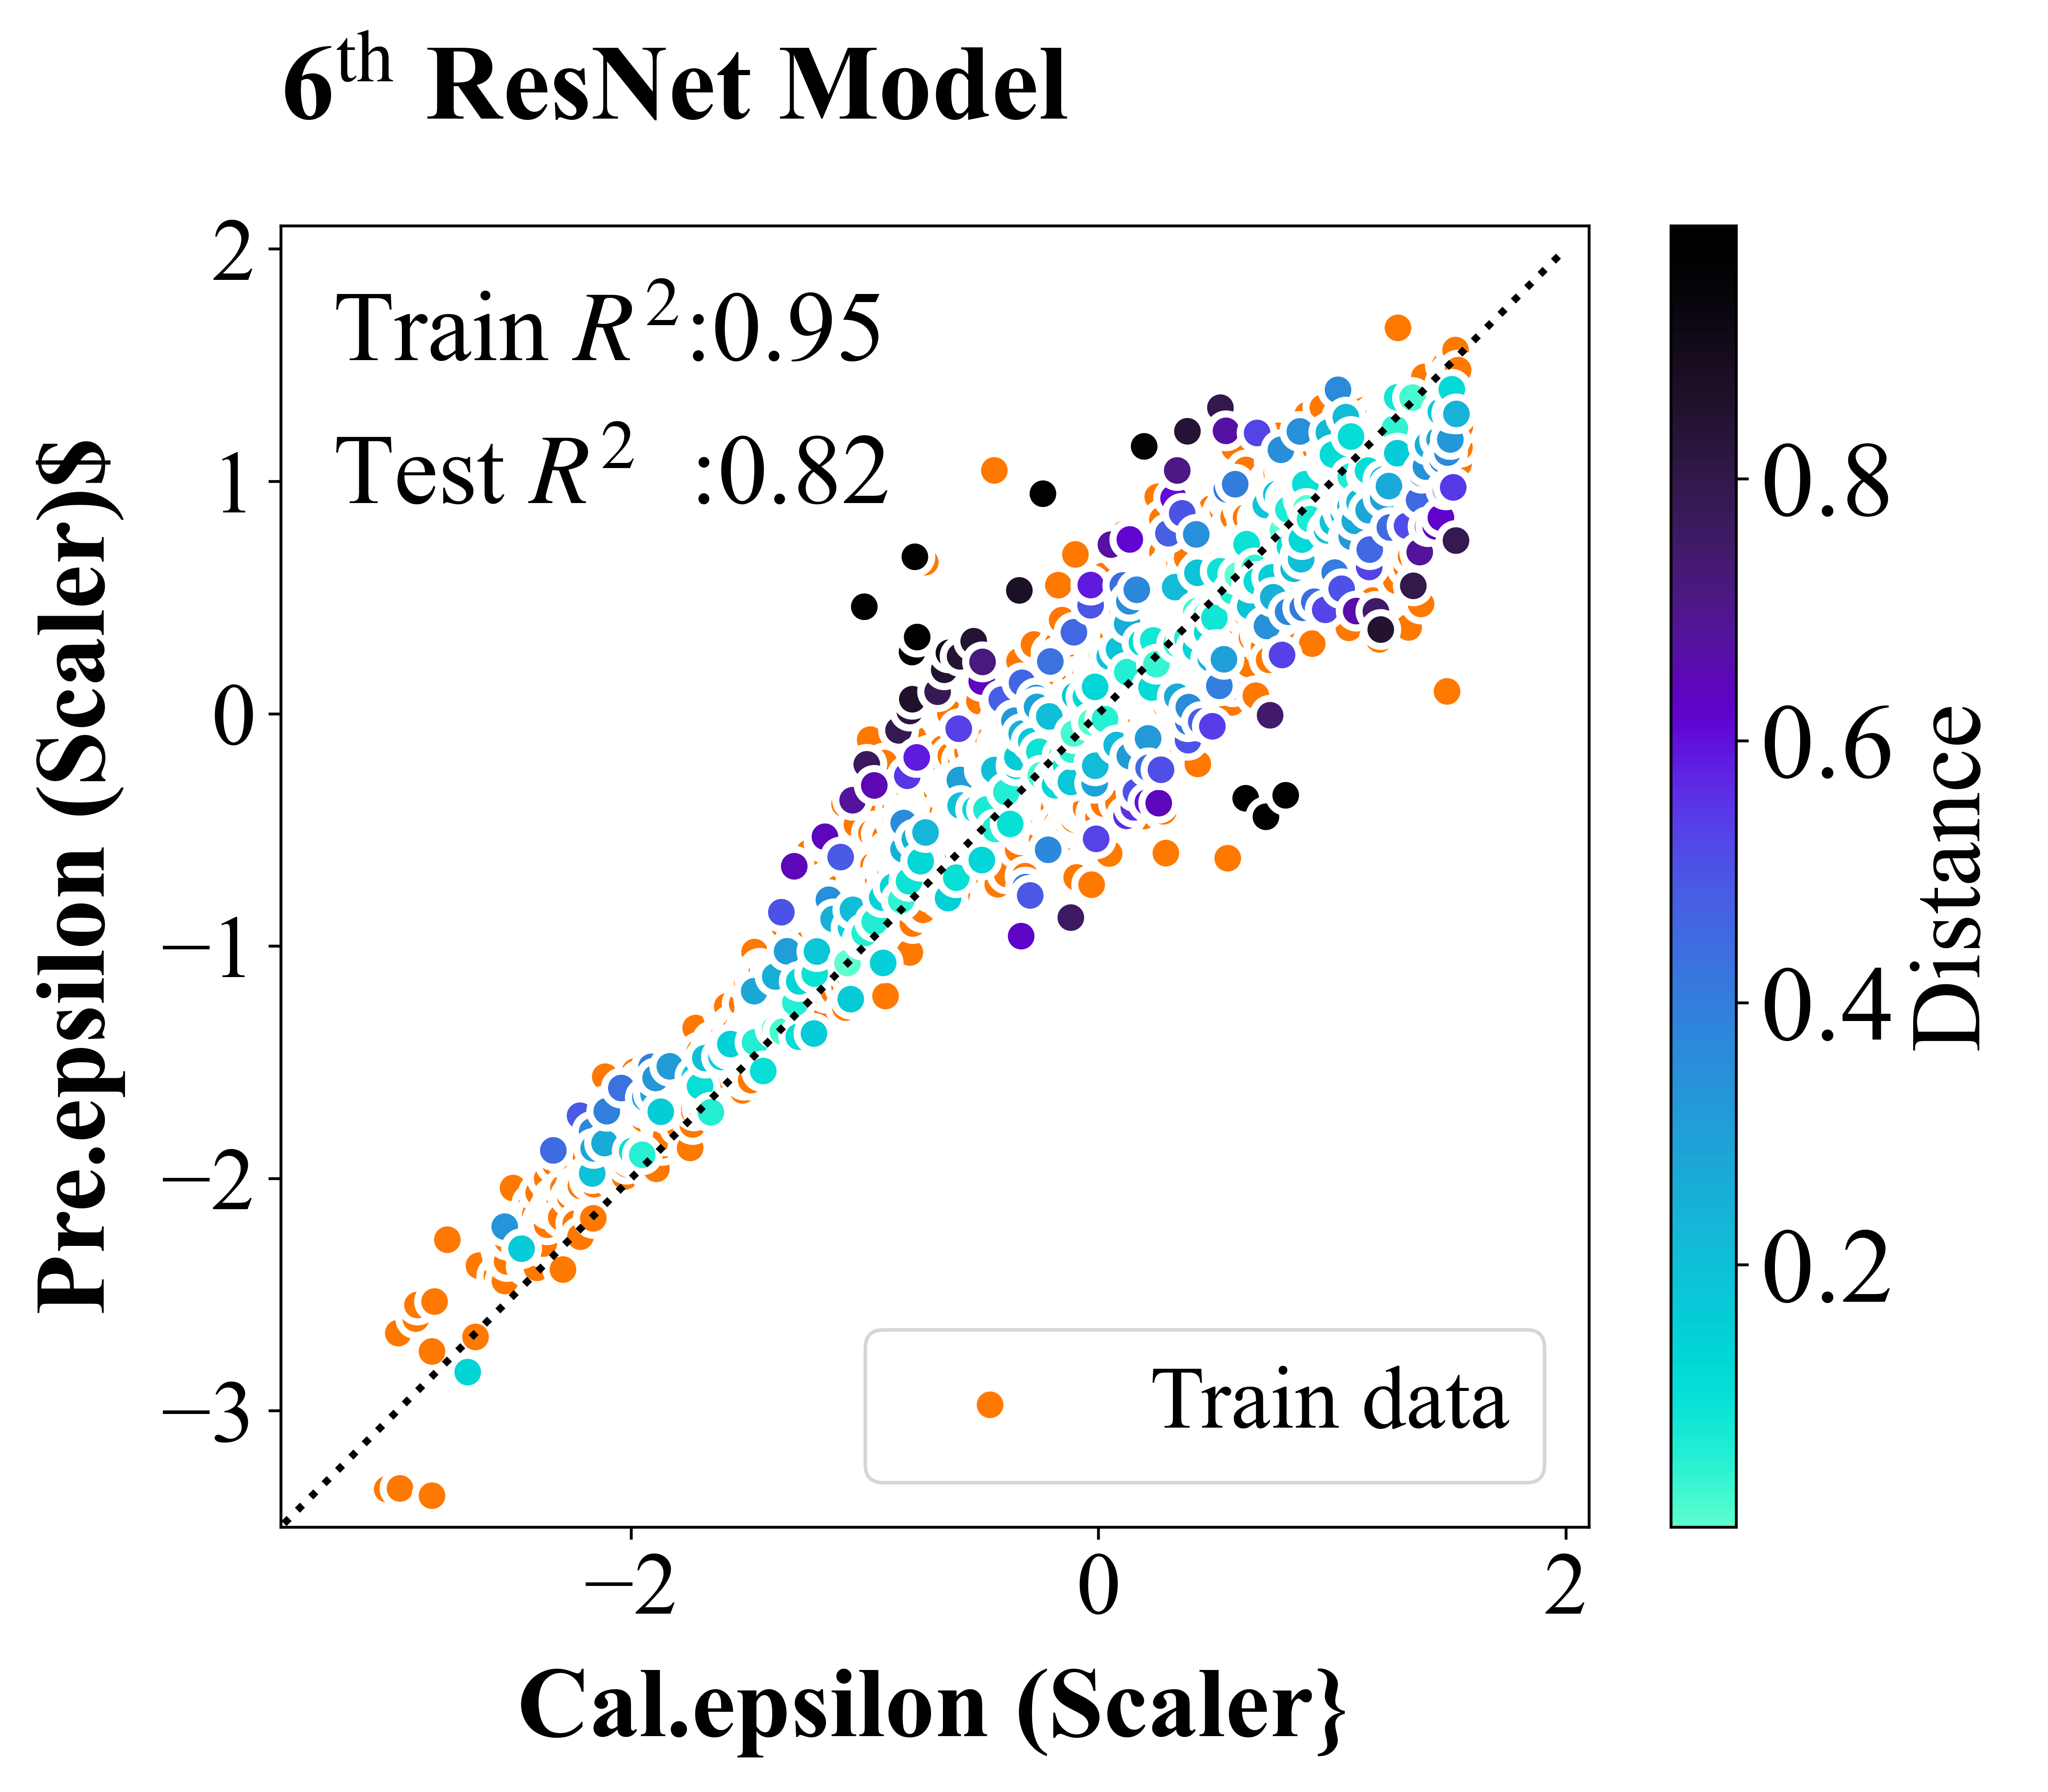 6th ResNet Model
Train R2:0.95
Test R2 :0.82
2
1
0
−1
−2
−3
Pre.epsilon (Scaler)$
−2
0
2
Cal.epsilon (Scaler}
Train data
0.8
0.6
0.4
0.2
Distance